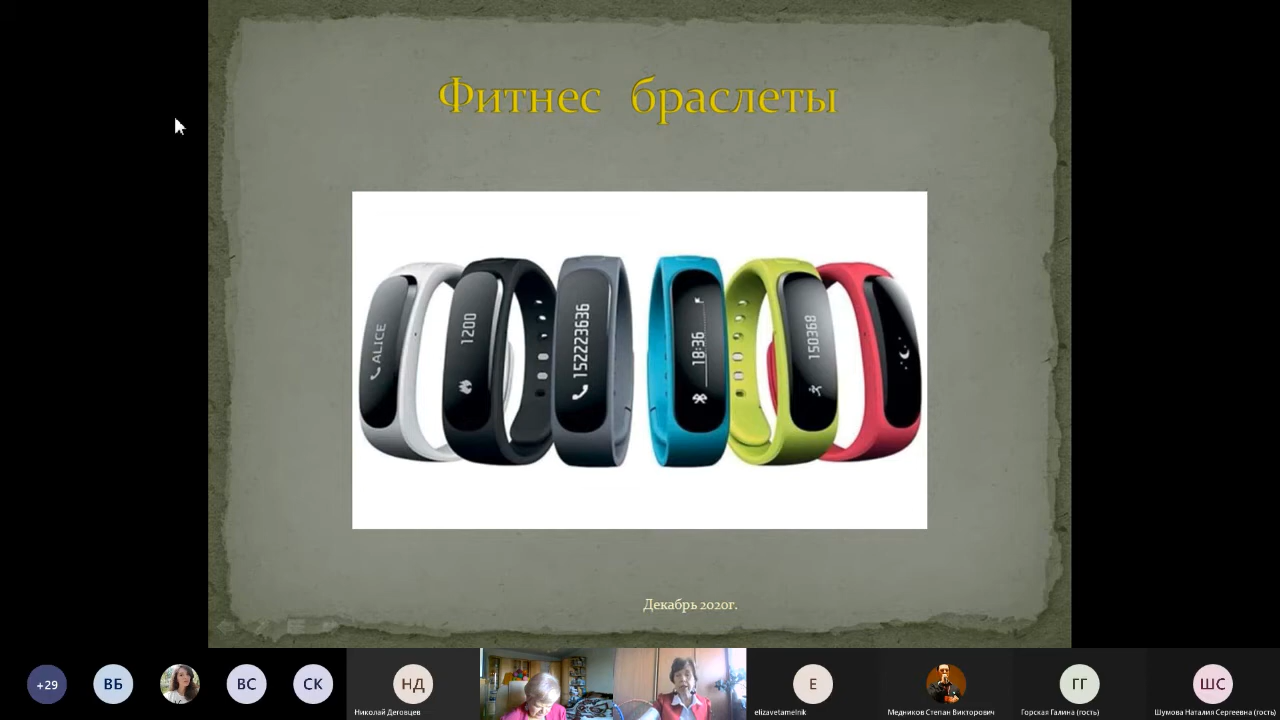 Фитнес браслеты
ALICE
1200
152223636
18:36
150398
Декабрь 2020г.
+29
ВБ
ВС
СК
НД
Е
ГГ
ШС
Николай Деговцев
elizavetamelnik
Медников Степан Викторович
Горская Галина (гость)
Шумова Наталия Сергеевна (гость)